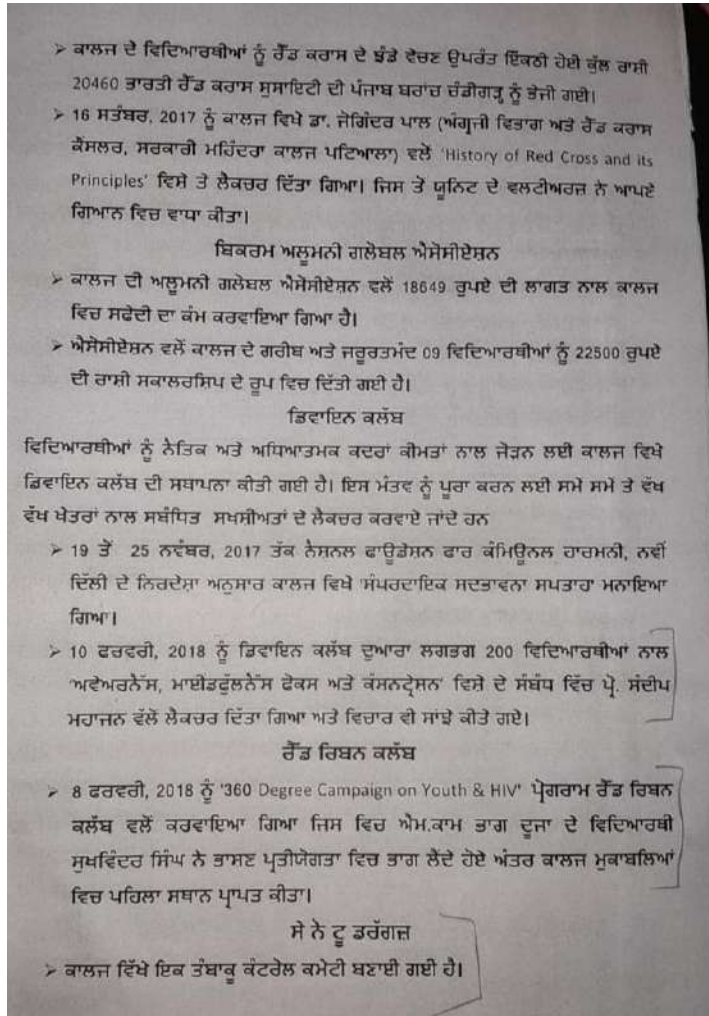 ➢ ਕਾਲਜ ਦੇ ਵਿਦਿਆਰਥੀਆਂ ਨੂੰ ਰੈੱਡ ਕਰਾਸ ਦੇ ਝੰਡੇ ਵੇਚਣ ਉਪਰੰਤ ਇੱਕਠੀ ਹੋਈ ਕੁੱਲ ਰਾਸ਼ੀ
20460 ਭਾਰਤੀ ਰੈੱਡ ਕਰਾਸ ਸੁਸਾਇਟੀ ਦੀ ਪੰਜਾਬ ਬਰਾਂਚ ਚੰਡੀਗੜ੍ਹ ਨੂੰ ਭੇਜੀ ਗਈ।
➢ 16 ਸਤੰਬਰ, 2017 ਨੂੰ ਕਾਲਜ ਵਿਖੇ ਡਾ. ਜੋਗਿੰਦਰ ਪਾਲ (ਅੰਗ੍ਰਜੀ ਵਿਭਾਗ ਅਤੇ ਰੈੱਡ ਕਰਾਸ
ਕੌਂਸਲਰ, ਸਰਕਾਰੀ ਮਹਿੰਦਰਾ ਕਾਲਜ ਪਟਿਆਲਾ) ਵਲੋਂ 'History of Red Cross and its
Principles' ਵਿਸ਼ੇ ਤੇ ਲੈਕਚਰ ਦਿੱਤਾ ਗਿਆ। ਜਿਸ ਤੋਂ ਯੂਨਿਟ ਦੇ ਵਲਟੀਅਰਜ਼ ਨੇ ਆਪਣੇ
ਗਿਆਨ ਵਿਚ ਵਾਧਾ ਕੀਤਾ।
ਬਿਕਰਮ ਅਲੂਮਨੀ ਗਲੋਬਲ ਐਸੋਸੀਏਸ਼ਨ
➢ ਕਾਲਜ ਦੀ ਅਲੂਮਨੀ ਗਲੋਬਲ ਐਸੋਸੀਏਸ਼ਨ ਵਲੋਂ 18649 ਰੁਪਏ ਦੀ ਲਾਗਤ ਨਾਲ ਕਾਲਜ
ਵਿਚ ਸਫੇਦੀ ਦਾ ਕੰਮ ਕਰਵਾਇਆ ਗਿਆ ਹੈ।
➢ ਐਸੋਸੀਏਸ਼ਨ ਵਲੋਂ ਕਾਲਜ ਦੇ ਗਰੀਬ ਅਤੇ ਜਰੂਰਤਮੰਦ 09 ਵਿਦਿਆਰਥੀਆਂ ਨੂੰ 22500 ਰੁਪਏ
ਦੀ ਰਾਸ਼ੀ ਸਕਾਲਰਸ਼ਿਪ ਦੇ ਰੂਪ ਵਿਚ ਦਿੱਤੀ ਗਈ ਹੈ।
ਡਿਵਾਇਨ ਕਲੱਬ
ਵਿਦਿਆਰਥੀਆਂ ਨੂੰ ਨੈਤਿਕ ਅਤੇ ਅਧਿਆਤਮਕ ਕਦਰਾਂ ਕੀਮਤਾਂ ਨਾਲ ਜੋੜਨ ਲਈ ਕਾਲਜ ਵਿਖੇ
ਡਿਵਾਇਨ ਕਲੱਬ ਦੀ ਸਥਾਪਨਾ ਕੀਤੀ ਗਈ ਹੈ। ਇਸ ਮੰਤਵ ਨੂੰ ਪੂਰਾ ਕਰਨ ਲਈ ਸਮੇਂ ਸਮੇਂ ਤੇ ਵੱਖ
ਵੱਖ ਖੇਤਰਾਂ ਨਾਲ ਸਬੰਧਿਤ ਸਖਸ਼ੀਅਤਾਂ ਦੇ ਲੈਕਚਰ ਕਰਵਾਏ ਜਾਂਦੇ ਹਨ
➢ 19 ਤੋਂ 25 ਨਵੰਬਰ, 2017 ਤੱਕ ਨੈਸ਼ਨਲ ਫਾਊਡੇਸ਼ਨ ਫਾਰ ਕੰਮਿਊਨਲ ਹਾਰਮਨੀ, ਨਵੀਂ
ਦਿੱਲੀ ਦੇ ਨਿਰਦੇਸ਼ਾ ਅਨੁਸਾਰ ਕਾਲਜ ਵਿਖੇ 'ਸੰਪਰਦਾਇਕ ਸਦਭਾਵਨਾ ਸਪਤਾਹ' ਮਨਾਇਆ
ਗਿਆ।
➢ 10 ਫਰਵਰੀ, 2018 ਨੂੰ ਡਿਵਾਇਨ ਕਲੱਬ ਦੁਆਰਾ ਲਗਭਗ 200 ਵਿਦਿਆਰਥੀਆਂ ਨਾਲ
'ਅਵੇਅਰਨੈੱਸ, ਮਾਈਡਫੁੱਲਨੈੱਸ ਫੋਕਸ ਅਤੇ ਕੰਸਨਟ੍ਰੇਸ਼ਨ' ਵਿਸ਼ੇ ਦੇ ਸੰਬੰਧ ਵਿੱਚ ਪ੍ਰੋ. ਸੰਦੀਪ
ਮਹਾਜਨ ਵੱਲੋਂ ਲੈਕਚਰ ਦਿੱਤਾ ਗਿਆ ਅਤੇ ਵਿਚਾਰ ਵੀ ਸਾਂਝੇ ਕੀਤੇ ਗਏ।
ਰੈੱਡ ਰਿਬਨ ਕਲੱਬ
➢ 8 ਫਰਵਰੀ, 2018 ਨੂੰ '360 Degree Campaign on Youth & HIV' ਪ੍ਰੋਗਰਾਮ ਰੈੱਡ ਰਿਬਨ
ਕਲੱਬ ਵਲੋਂ ਕਰਵਾਇਆ ਗਿਆ ਜਿਸ ਵਿਚ ਐਮ.ਕਾਮ ਭਾਗ ਦੂਜਾ ਦੇ ਵਿਦਿਆਰਥੀ
ਸੁਖਵਿੰਦਰ ਸਿੰਘ ਨੇ ਭਾਸ਼ਣ ਪ੍ਰਤੀਯੋਗਤਾ ਵਿਚ ਭਾਗ ਲੈਂਦੇ ਹੋਏ ਅੰਤਰ ਕਾਲਜ ਮੁਕਾਬਲਿਆਂ
ਵਿਚ ਪਹਿਲਾ ਸਥਾਨ ਪ੍ਰਾਪਤ ਕੀਤਾ।
ਸੇ ਨੋ ਟੂ ਡਰੱਗਜ਼
➢ ਕਾਲਜ ਵਿੱਖੇ ਇਕ ਤੰਬਾਕੂ ਕੰਟਰੋਲ ਕਮੇਟੀ ਬਣਾਈ ਗਈ ਹੈ।